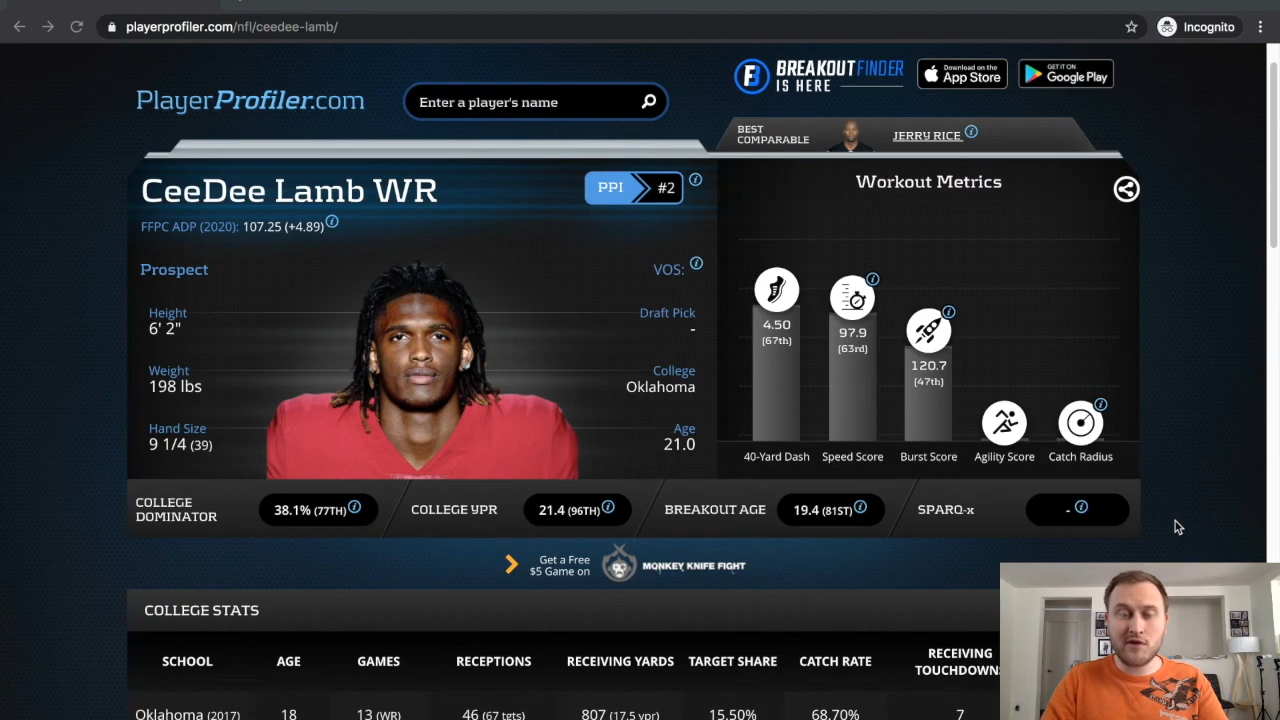 playerprofiler.com/nfl/ceedee-lamb/
Incognito
PlayerProfiler.com
Enter a player's name
BREAKOUTFINDER
IS HERE
Download on the
App Store
GET IT ON
Google Play
BEST
COMPARABLE
JERRY RICE
CeeDee Lamb WR
PPI #2
FFPC ADP (2020): 107.25 (+4.89)
Prospect
VOS:
Height
6' 2"
Draft Pick
-
Weight
198 lbs
College
Oklahoma
Hand Size
9 1/4 (39)
Age
21.0
Workout Metrics
4.50
(67th)
97.9
(63rd)
120.7
(47th)
40-Yard Dash
Speed Score
Burst Score
Agility Score
Catch Radius
COLLEGE
DOMINATOR
38.1% (77TH)
COLLEGE YPR
21.4 (96TH)
BREAKOUT AGE
19.4 (81ST)
SPARQ-x
-
Get a Free
$5 Game on
MONKEY KNIFE FIGHT
COLLEGE STATS
SCHOOL AGE GAMES RECEPTIONS RECEIVING YARDS TARGET SHARE CATCH RATE RECEIVING
TOUCHDOWNS
Oklahoma (2017) 18 13 (WR) 46 (67 tgts) 807 (17.5 ypr) 15.50% 68.70% 7